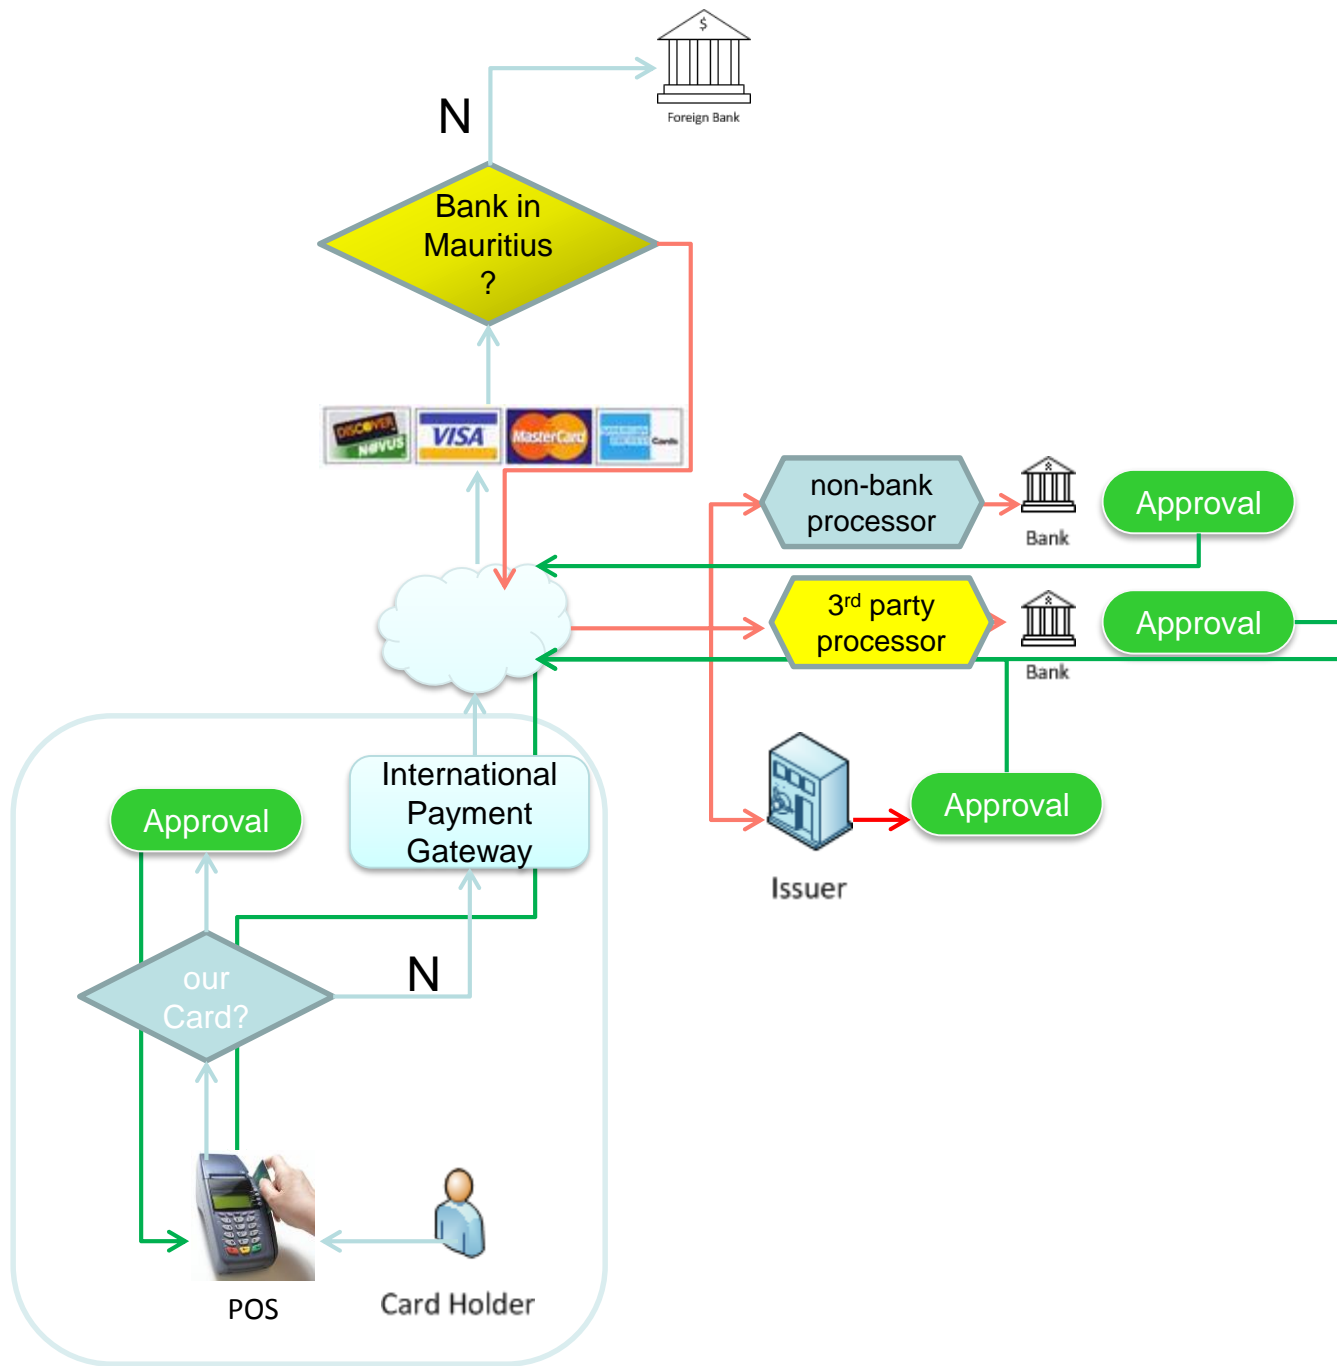 $
Foreign Bank
N
Bank in
Mauritius
?
DISCOVER
NOVUS
VISA
MasterCard
Cards
non-bank
processor
Bank
Approval
3rd party
processor
Bank
Approval
International
Payment
Gateway
Approval
Approval
Issuer
our
Card?
N
POS
Card Holder